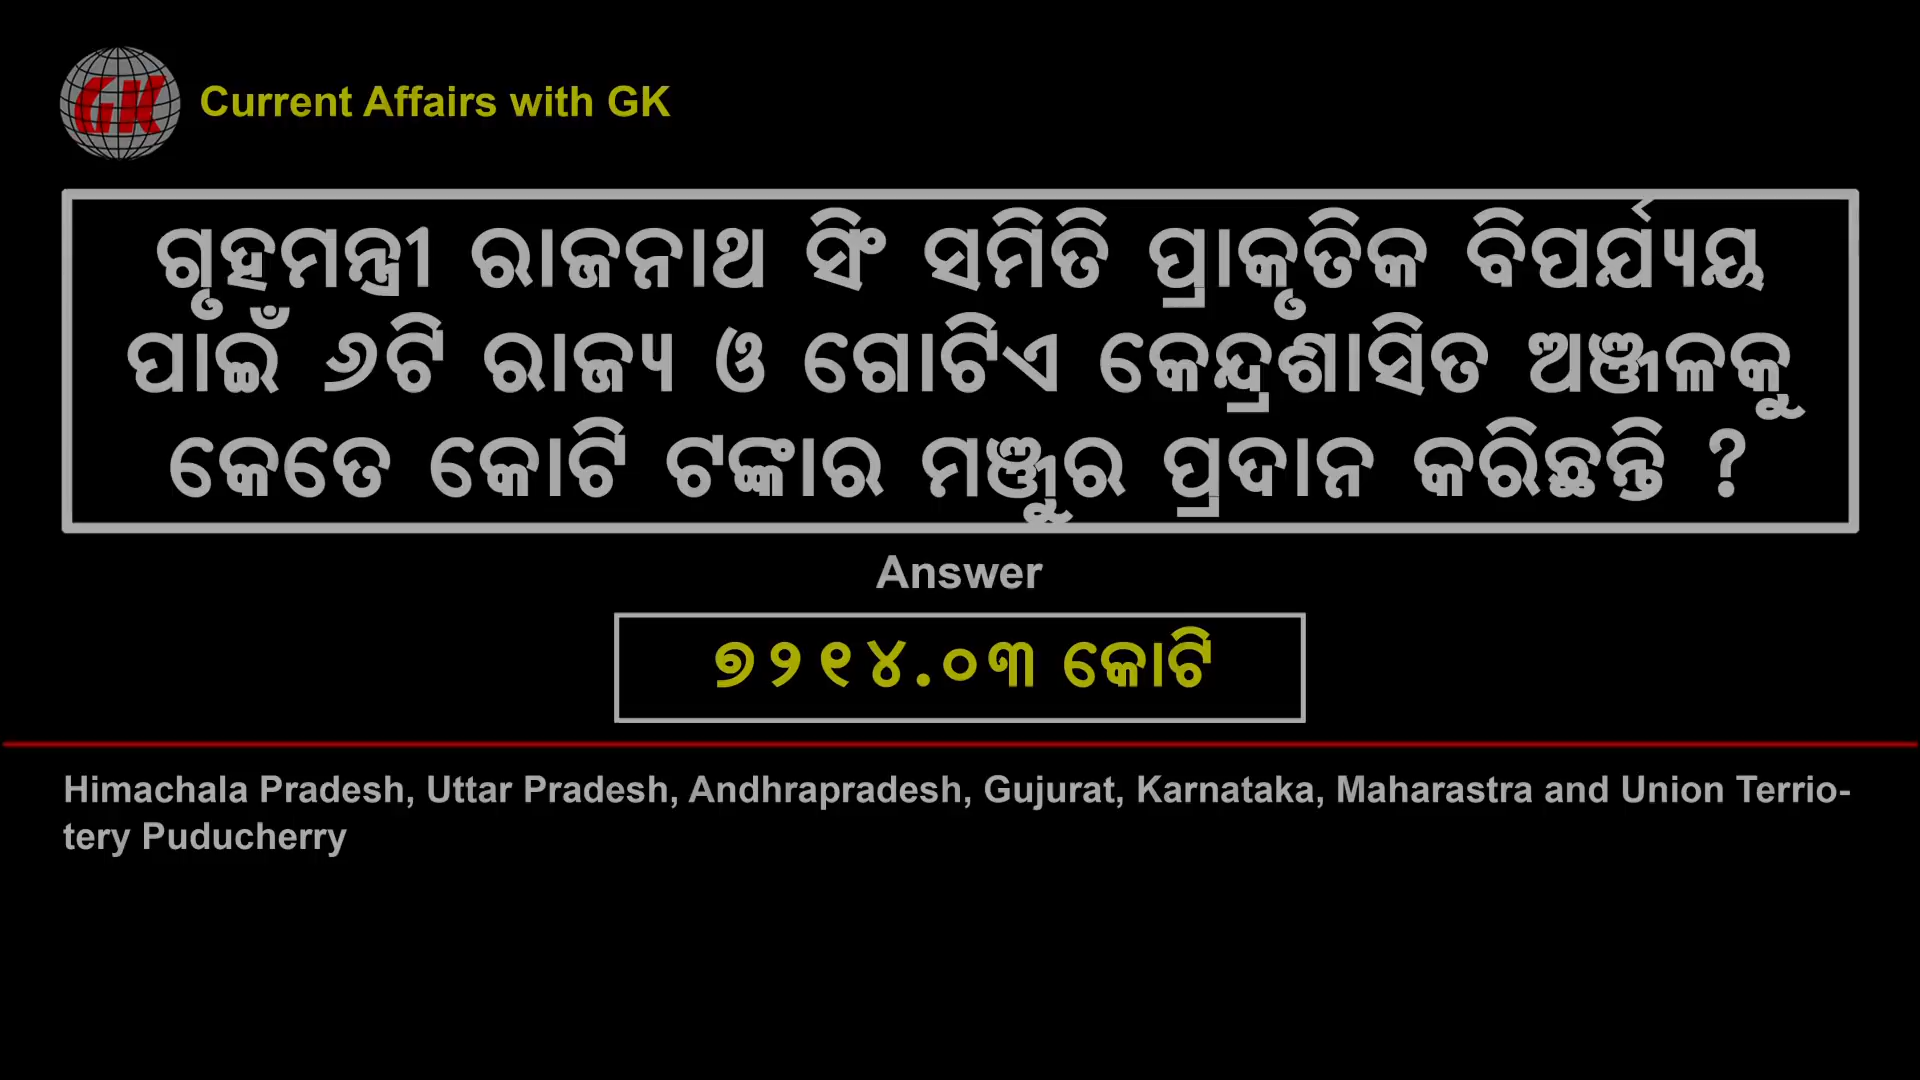 GK Current Affairs with GK
ଗୃହମନ୍ତ୍ରୀ ରାଜନାଥ ସିଂ ସମିତି ପ୍ରାକୃତିକ ବିପର୍ଯ୍ୟୟ
ପାଇଁ ୬ଟି ରାଜ୍ୟ ଓ ଗୋଟିଏ କେନ୍ଦ୍ରଶାସିତ ଅଞ୍ଚଳକୁ
କେତେ କୋଟି ଟଙ୍କାର ମଞ୍ଜୁର ପ୍ରଦାନ କରିଛନ୍ତି ?
Answer
୭୨୧୪.୦୩ କୋଟି
Himachala Pradesh, Uttar Pradesh, Andhrapradesh, Gujurat, Karnataka, Maharastra and Union Terrio-
tery Puducherry